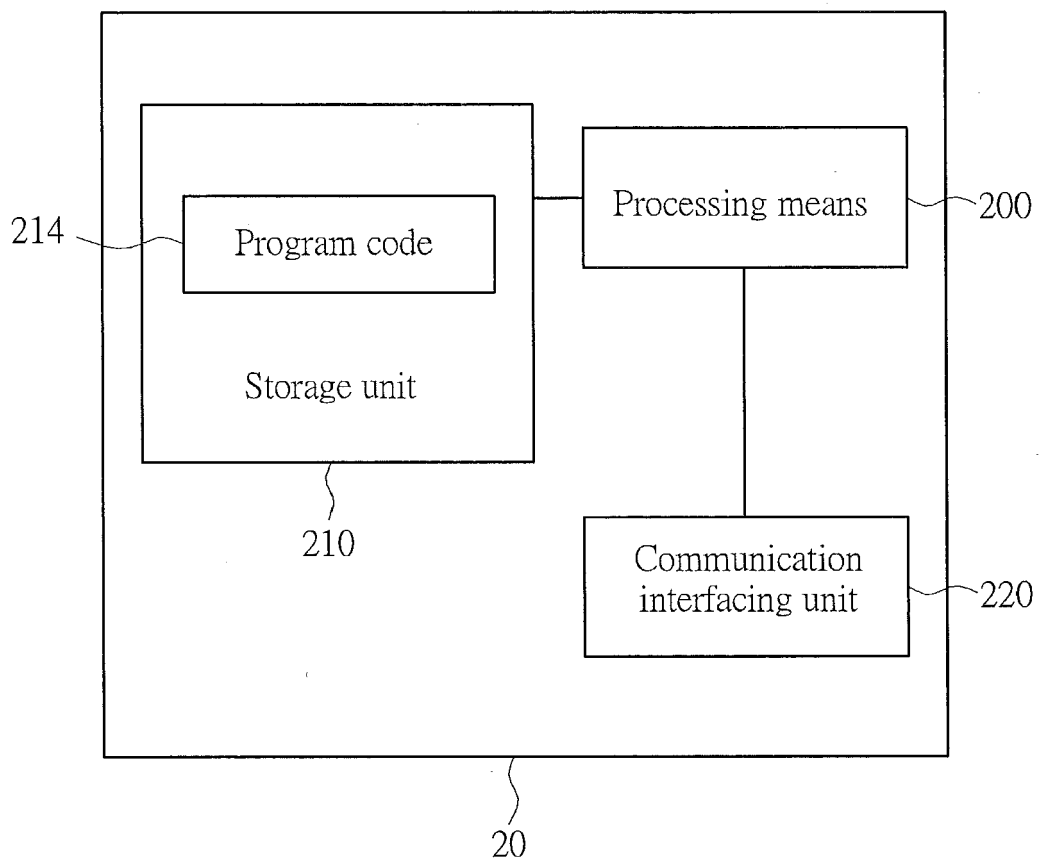 Processing means
200
214
Program code
Storage unit
210
Communication
interfacing unit
220
20